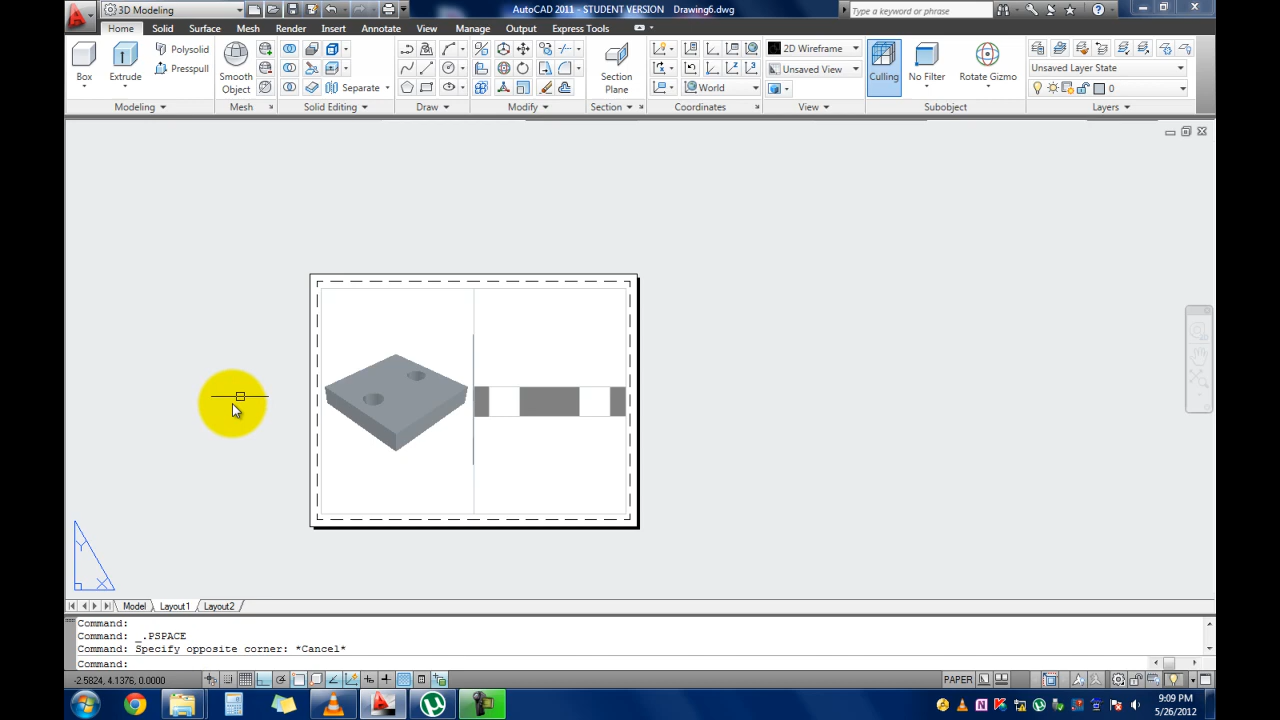 3D Modeling
AutoCAD 2011 - STUDENT VERSION Drawing6.dwg
Type a keyword or phrase
Home Solid Surface Mesh Render Insert Annotate View Manage Output Express Tools
Box
Extrude
Polysolid
Presspull
Smooth
Object
Separate
Section
Plane
World
2D Wireframe
Unsaved View
Culling
No Filter
Rotate Gizmo
Unsaved Layer State
0
Modeling
Mesh
Solid Editing
Draw
Modify
Section
Coordinates
View
Subobject
Layers
Y
X
Model Layout1 Layout2
Command:
Command: _.PSPACE
Command: Specify opposite corner: *Cancel*
Command:
-2.5824, 4.1376, 0.0000
PAPER
9:09 PM
5/26/2012